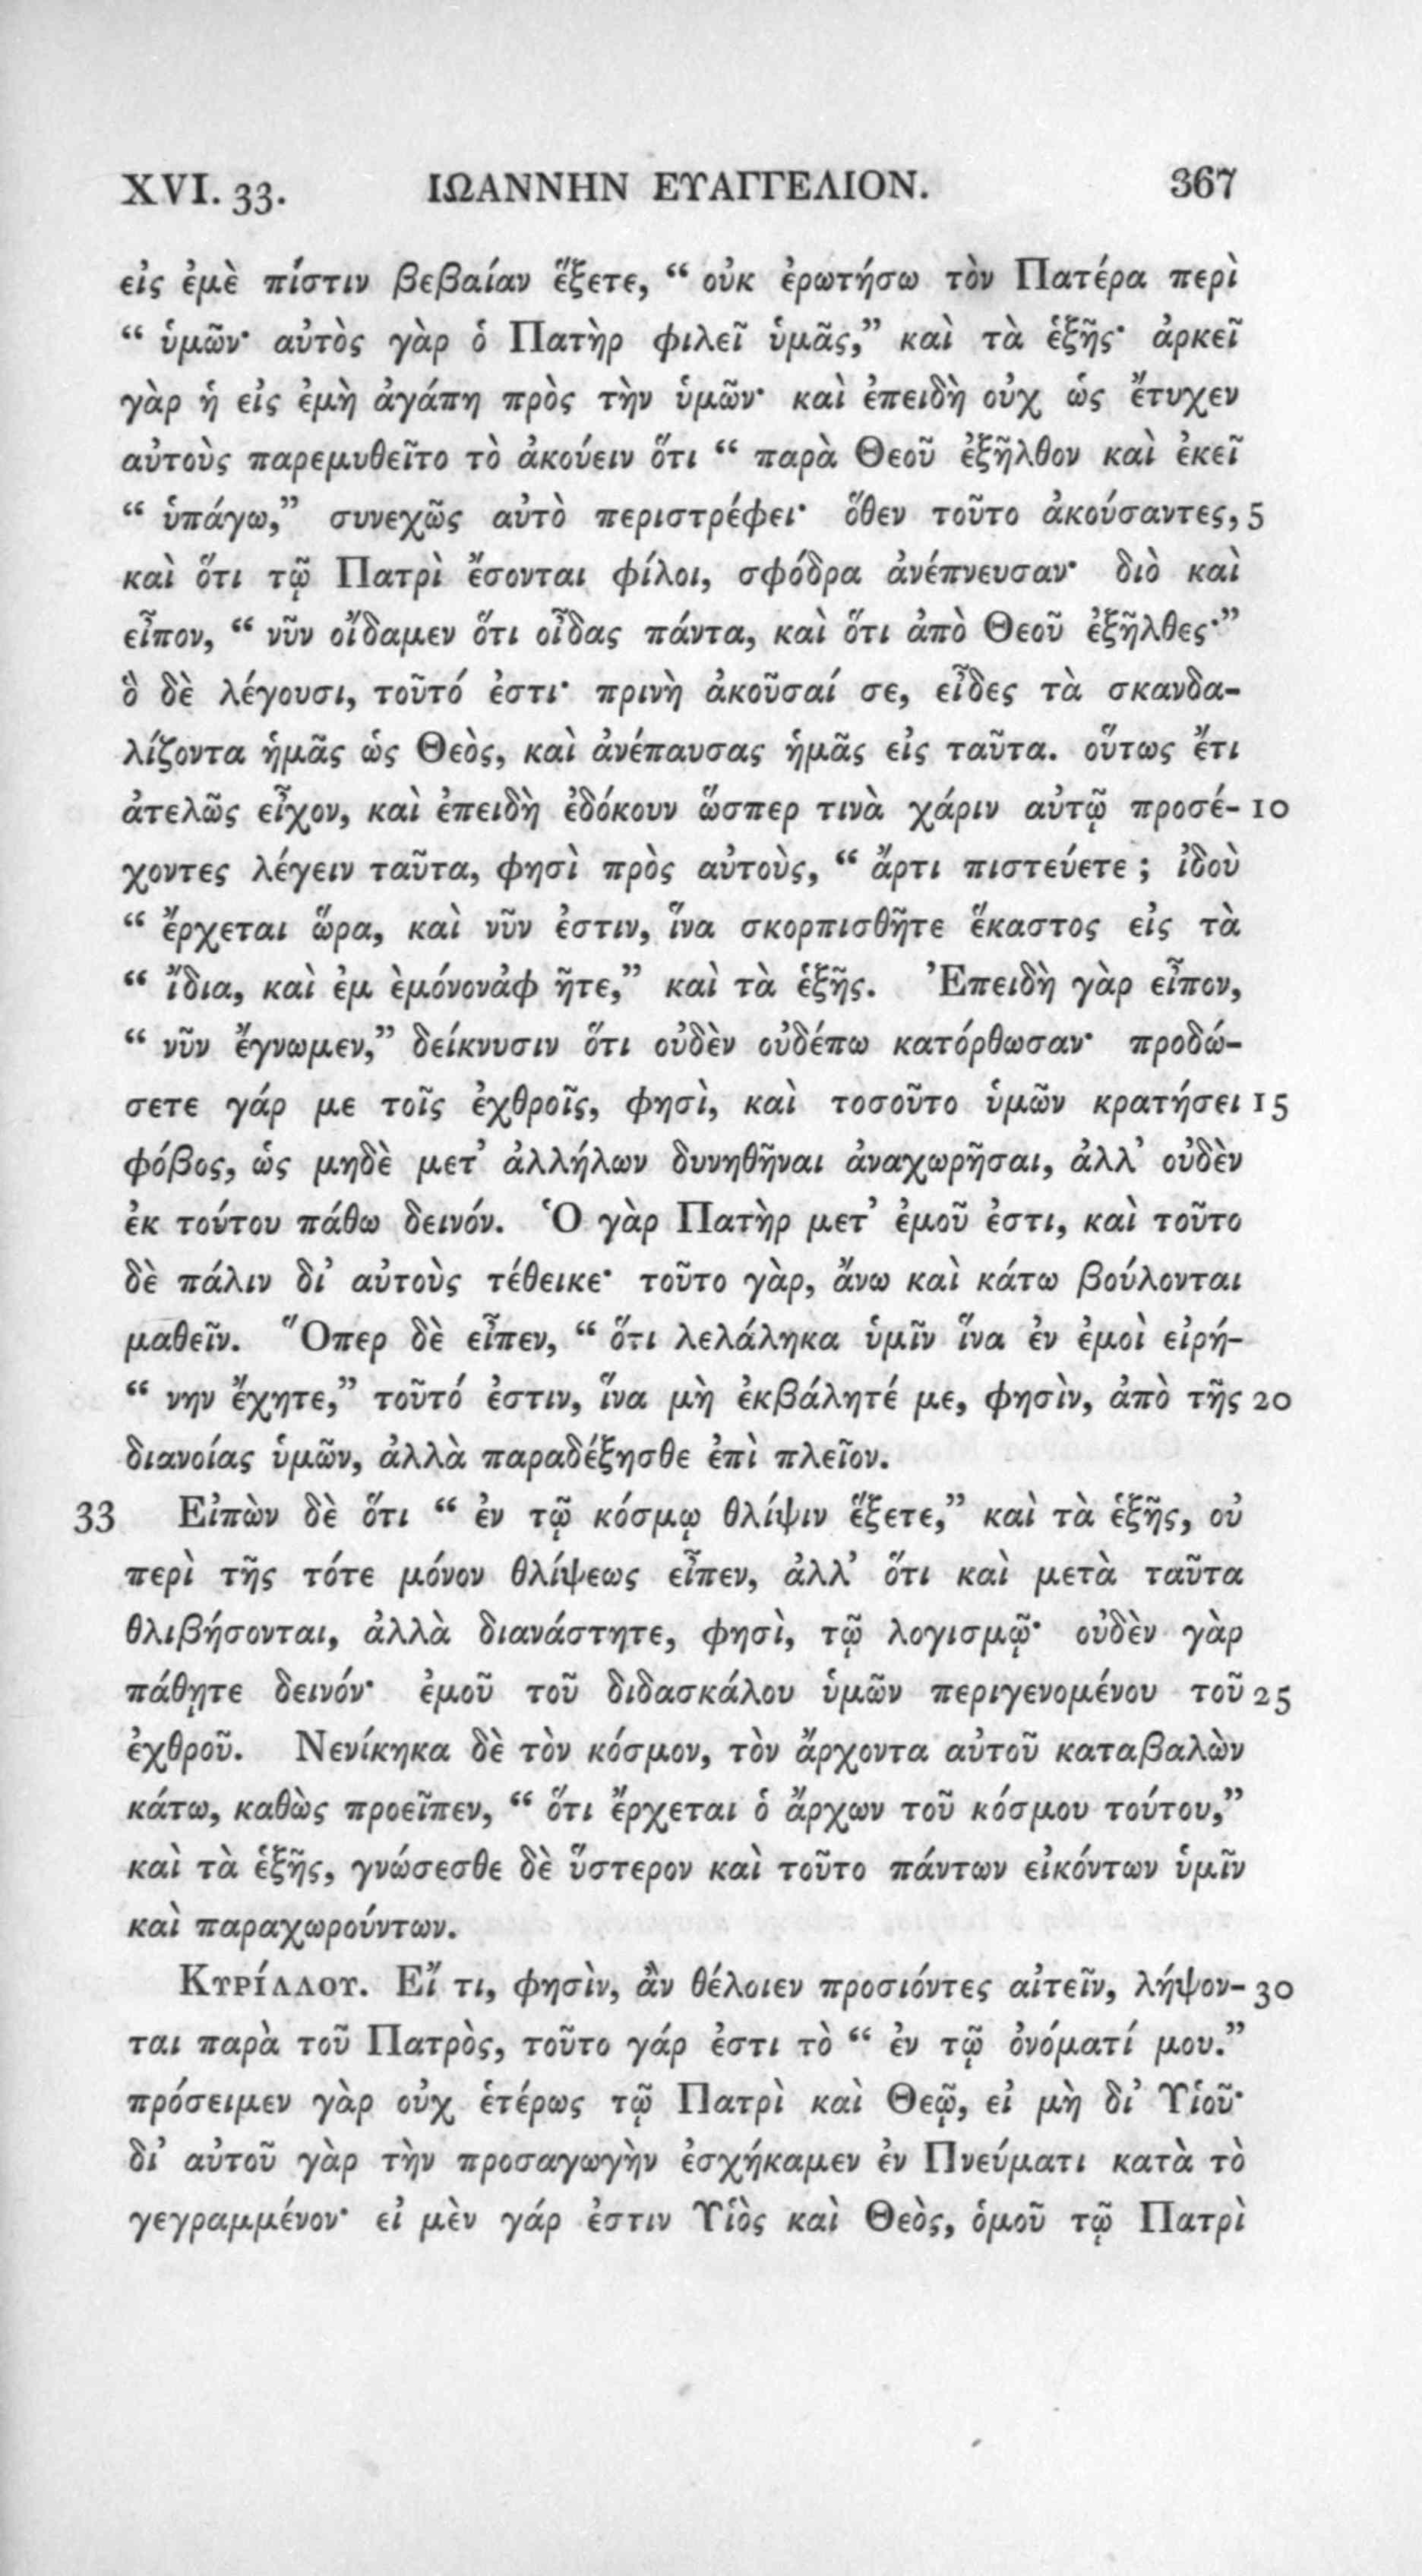 XVI. 33. ΙΩΑΝΝΗΝ ΕΥΑΓΓΕΛΙΟΝ. 367
εἰς ἐμὲ πίστιν βεβαίαν ἕξετε, “ οὐκ ἐρωτήσω τὸν Πατέρα περὶ
“ ὑμῶν· αὐτὸς γὰρ ὁ Πατὴρ φιλεῖ ὑμᾶς,” καὶ τὰ ἑξῆς· ἀρκεῖ
γὰρ ἡ εἰς ἐμὴ ἀγάπη πρὸς τὴν ὑμῶν· καὶ ἐπειδὴ οὐχ ὡς ἔτυχεν
αὐτοὺς παρεμυθεῖτο τὸ ἀκούειν ὅτι “ παρὰ Θεοῦ ἐξῆλθον καὶ ἐκεῖ
“ ὑπάγω,” συνεχῶς αὐτὸ περιστρέφει· ὅθεν τοῦτο ἀκούσαντες, 5
καὶ ὅτι τῷ Πατρὶ ἔσονται φίλοι, σφόδρα ἀνέπνευσαν· διὸ καὶ
εἶπον, “ νῦν οἴδαμεν ὅτι οἶδας πάντα, καὶ ὅτι ἀπὸ Θεοῦ ἐξῆλθες·”
ὃ δὲ λέγουσι, τοῦτό ἐστι· πρινὴ ἀκοῦσαί σε, εἶδες τὰ σκανδα-
λίζοντα ἡμᾶς ὡς Θεὸς, καὶ ἀνέπαυσας ἡμᾶς εἰς ταῦτα. οὕτως ἔτι
ἀτελῶς εἶχον, καὶ ἐπειδὴ ἐδόκουν ὥσπερ τινὰ χάριν αὐτῷ προσέ- 10
χοντες λέγειν ταῦτα, φησὶ πρὸς αὐτοὺς, “ ἄρτι πιστεύετε ; ἰδοὺ
“ ἔρχεται ὥρα, καὶ νῦν ἐστιν, ἵνα σκορπισθῆτε ἕκαστος εἰς τὰ
“ ἴδια, καὶ ἐμ ἐμόνονἀφ ῆτε,” καὶ τὰ ἑξῆς. Ἐπειδὴ γὰρ εἶπον,
“ νῦν ἔγνωμεν,” δείκνυσιν ὅτι οὐδὲν οὐδέπω κατόρθωσαν· προδώ-
σετε γάρ με τοῖς ἐχθροῖς, φησὶ, καὶ τοσοῦτο ὑμῶν κρατήσει 15
φόβος, ὡς μηδὲ μετ’ ἀλλήλων δυνηθῆναι ἀναχωρῆσαι, ἀλλ’ οὐδὲν
ἐκ τούτου πάθω δεινόν. Ὁ γὰρ Πατὴρ μετ’ ἐμοῦ ἐστι, καὶ τοῦτο
δὲ πάλιν δι’ αὐτοὺς τέθεικε· τοῦτο γὰρ, ἄνω καὶ κάτω βούλονται
μαθεῖν. Ὅπερ δὲ εἶπεν, “ ὅτι λελάληκα ὑμῖν ἵνα ἐν ἐμοὶ εἰρή-
“ νην ἔχητε,” τοῦτό ἐστιν, ἵνα μὴ ἐκβάλητέ με, φησὶν, ἀπὸ τῆς 20
διανοίας ὑμῶν, ἀλλὰ παραδέξησθε ἐπὶ πλεῖον.
33 Εἰπὼν δὲ ὅτι “ ἐν τῷ κόσμῳ θλίψιν ἕξετε,” καὶ τὰ ἑξῆς, οὐ
περὶ τῆς τότε μόνον θλίψεως εἶπεν, ἀλλ’ ὅτι καὶ μετὰ ταῦτα
θλιβήσονται, ἀλλὰ διανάστητε, φησὶ, τῷ λογισμῷ· οὐδὲν γὰρ
πάθῃτε δεινόν· ἐμοῦ τοῦ διδασκάλου ὑμῶν περιγενομένου τοῦ 25
ἐχθροῦ. Νενίκηκα δὲ τὸν κόσμον, τὸν ἄρχοντα αὐτοῦ καταβαλὼν
κάτω, καθὼς προεῖπεν, “ ὅτι ἔρχεται ὁ ἄρχων τοῦ κόσμου τούτου,”
καὶ τὰ ἑξῆς, γνώσεσθε δὲ ὕστερον καὶ τοῦτο πάντων εἰκόντων ὑμῖν
καὶ παραχωρούντων.
Κυρίλλου. Εἴ τι, φησὶν, ἂν θέλοιεν προσιόντες αἰτεῖν, λήψον- 30
ται παρὰ τοῦ Πατρὸς, τοῦτο γάρ ἐστι τὸ “ ἐν τῷ ὀνόματί μου.”
πρόσειμεν γὰρ οὐχ ἑτέρως τῷ Πατρὶ καὶ Θεῷ, εἰ μὴ δι’ Υἱοῦ·
δι’ αὐτοῦ γὰρ τὴν προσαγωγὴν ἐσχήκαμεν ἐν Πνεύματι κατὰ τὸ
γεγραμμένον· εἰ μὲν γάρ ἐστιν Υἱὸς καὶ Θεὸς, ὁμοῦ τῷ Πατρὶ